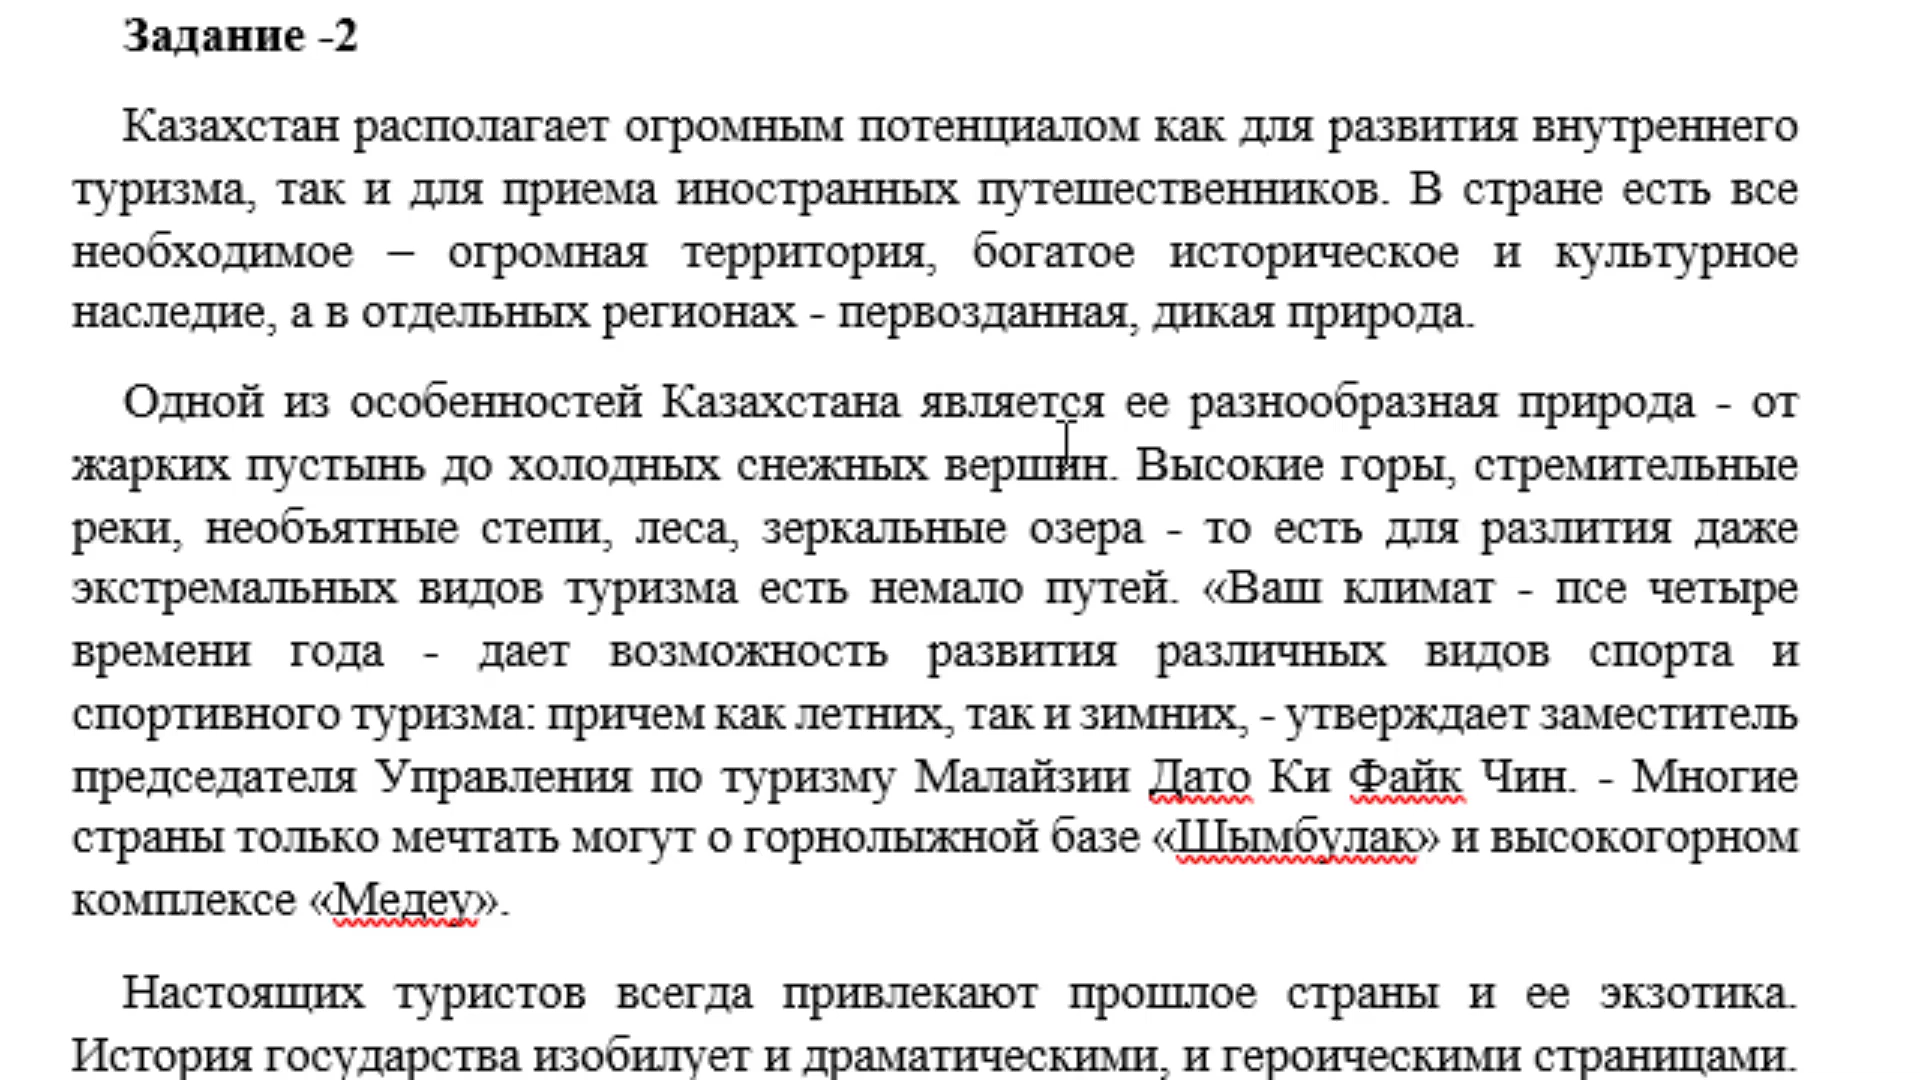 Задание -2
Казахстан располагает огромным потенциалом как для развития внутреннего
туризма, так и для приема иностранных путешественников. В стране есть все
необходимое – огромная территория, богатое историческое и культурное
наследие, а в отдельных регионах - первозданная, дикая природа.
Одной из особенностей Казахстана является ее разнообразная природа - от
жарких пустынь до холодных снежных вершин. Высокие горы, стремительные
реки, необъятные степи, леса, зеркальные озера - то есть для разлития даже
экстремальных видов туризма есть немало путей. «Ваш климат - псе четыре
времени года - дает возможность развития различных видов спорта и
спортивного туризма: причем как летних, так и зимних, - утверждает заместитель
председателя Управления по туризму Малайзии Дато Ки Файк Чин. - Многие
страны только мечтать могут о горнолыжной базе «Шымбулак» и высокогорном
комплексе «Медеу».
Настоящих туристов всегда привлекают прошлое страны и ее экзотика.
История государства изобилует и драматическими, и героическими страницами.